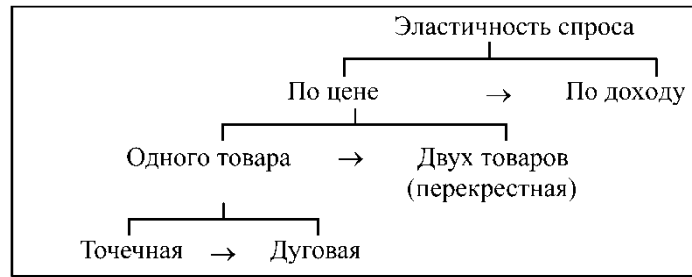 Эластичность спроса
По цене → По доходу
Одного товара → Двух товаров
(перекрестная)
Точечная → Дуговая